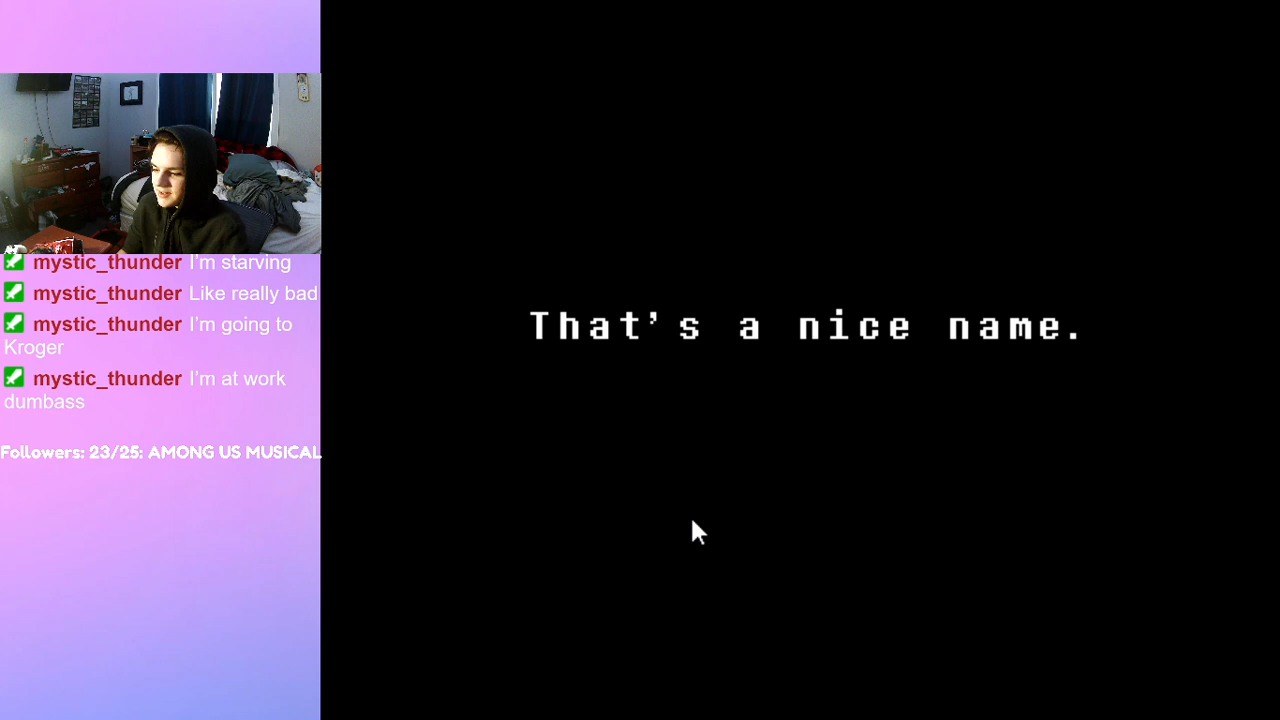 mystic_thunder I'm starving
mystic_thunder Like really bad
mystic_thunder I'm going to
Kroger
mystic_thunder I'm at work
dumbass
Followers: 23/25: AMONG US MUSICAL
That's a nice name.